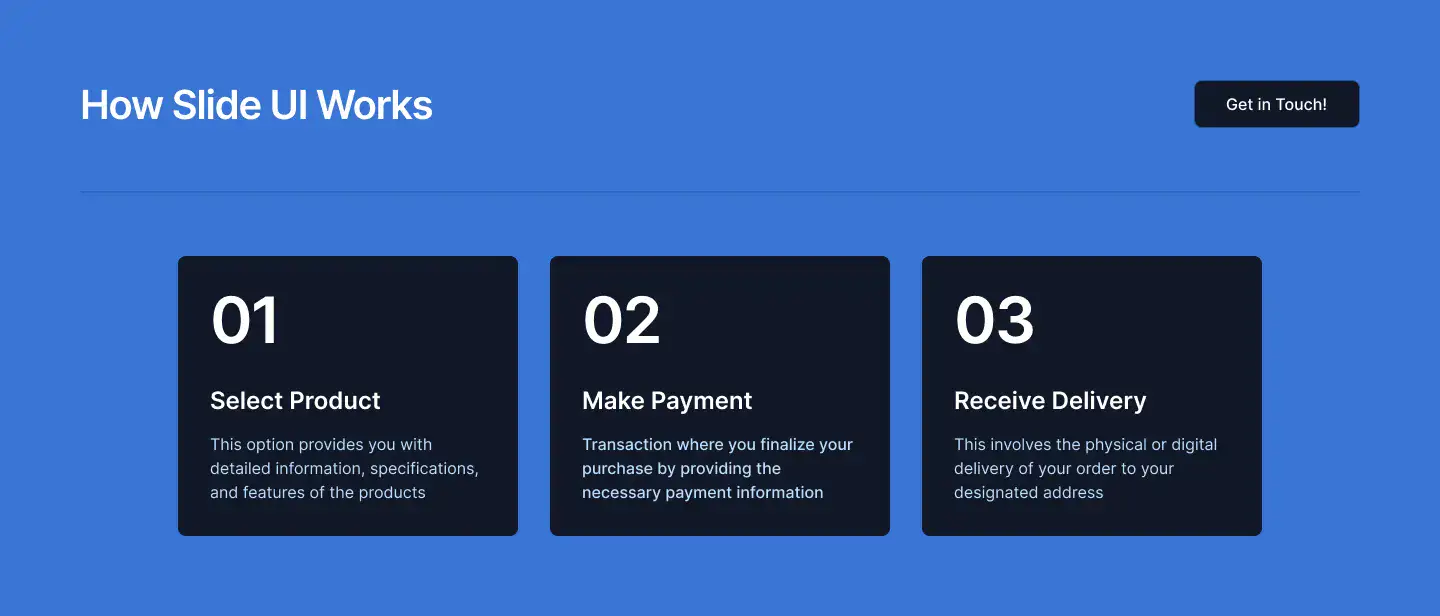 How Slide UI Works
Get in Touch!
01
Select Product
This option provides you with
detailed information, specifications,
and features of the products
02
Make Payment
Transaction where you finalize your
purchase by providing the
necessary payment information
03
Receive Delivery
This involves the physical or digital
delivery of your order to your
designated address